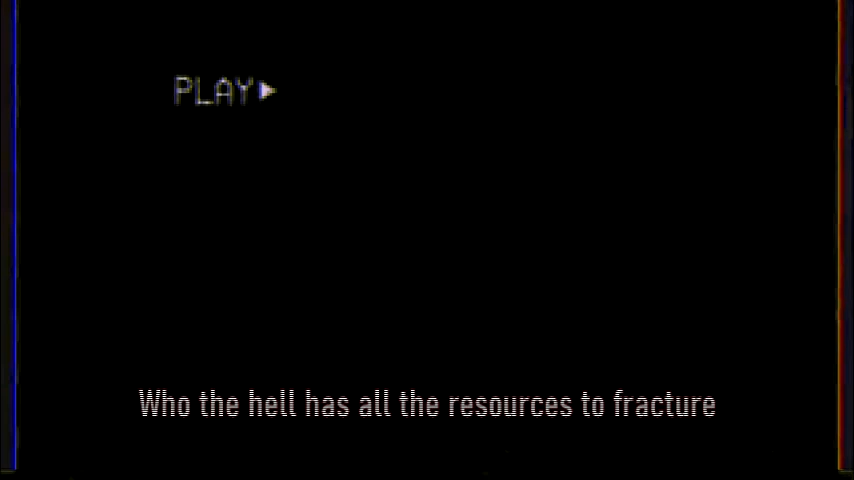 PLAY▶
Who the hell has all the resources to fracture